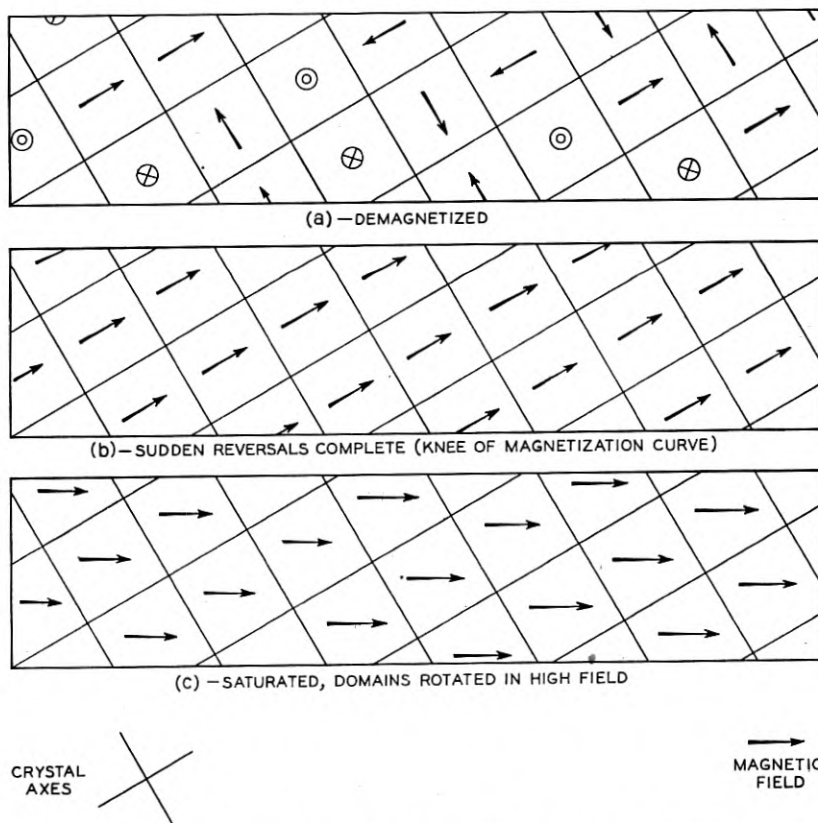 (a) —DEMAGNETIZED
(b)—SUDDEN REVERSALS COMPLETE (KNEE OF MAGNETIZATION CURVE)
(c) —SATURATED, DOMAINS ROTATED IN HIGH FIELD
CRYSTAL
AXES
MAGNETIC
FIELD